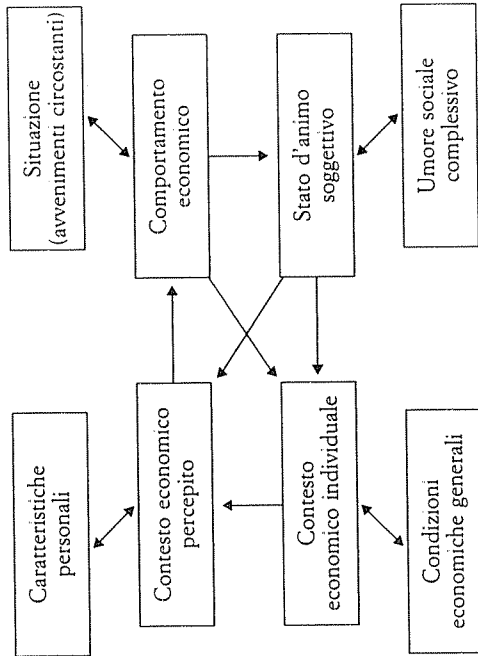 Caratteristiche
personali
Situazione
(avvenimenti circostanti)
Contesto economico
percepito
Comportamento
economico
Contesto
economico individuale
Stato d'animo
soggettivo
Condizioni
economiche generali
Umore sociale
complessivo